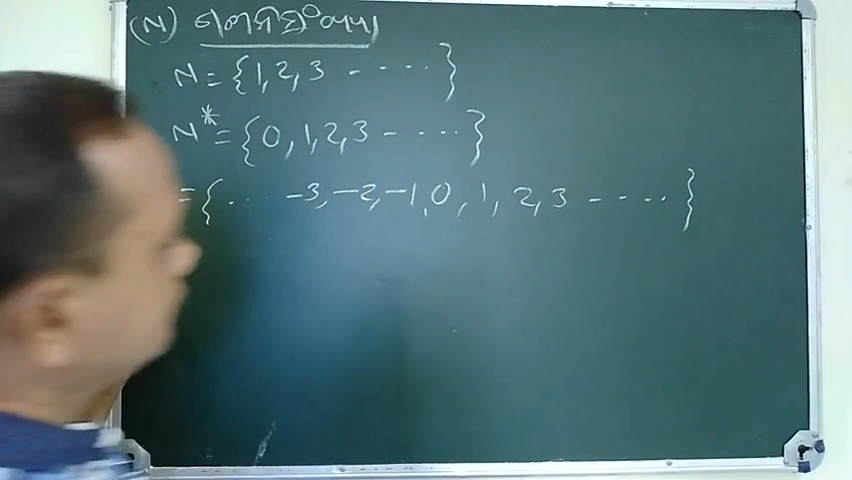 (N) ଗଣନସଂଖ୍ୟା
N = {1, 2, 3 - - - - -}
N* = {0, 1, 2, 3 - - - - -}
= {.... -3, -2, -1, 0, 1, 2, 3 - - - - - -}